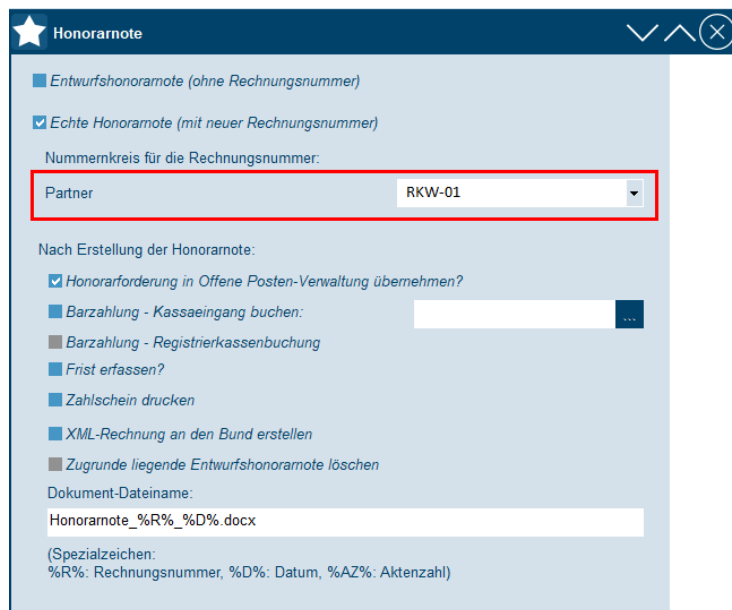 Honorarnote
Entwurfshonorarnote (ohne Rechnungsnummer)
Echte Honorarnote (mit neuer Rechnungsnummer)
Nummernkreis für die Rechnungsnummer:
Partner RKW-01
Nach Erstellung der Honorarnote:
Honorarforderung in Offene Posten-Verwaltung übernehmen?
Barzahlung - Kassaeingang buchen: ...
Barzahlung - Registrierkassenbuchung
Frist erfassen?
Zahlschein drucken
XML-Rechnung an den Bund erstellen
Zugrunde liegende Entwurfshonorarnote löschen
Dokument-Dateiname:
Honorarnote_%R%_%D%.docx
(Spezialzeichen:
%R%: Rechnungsnummer, %D%: Datum, %AZ%: Aktenzahl)